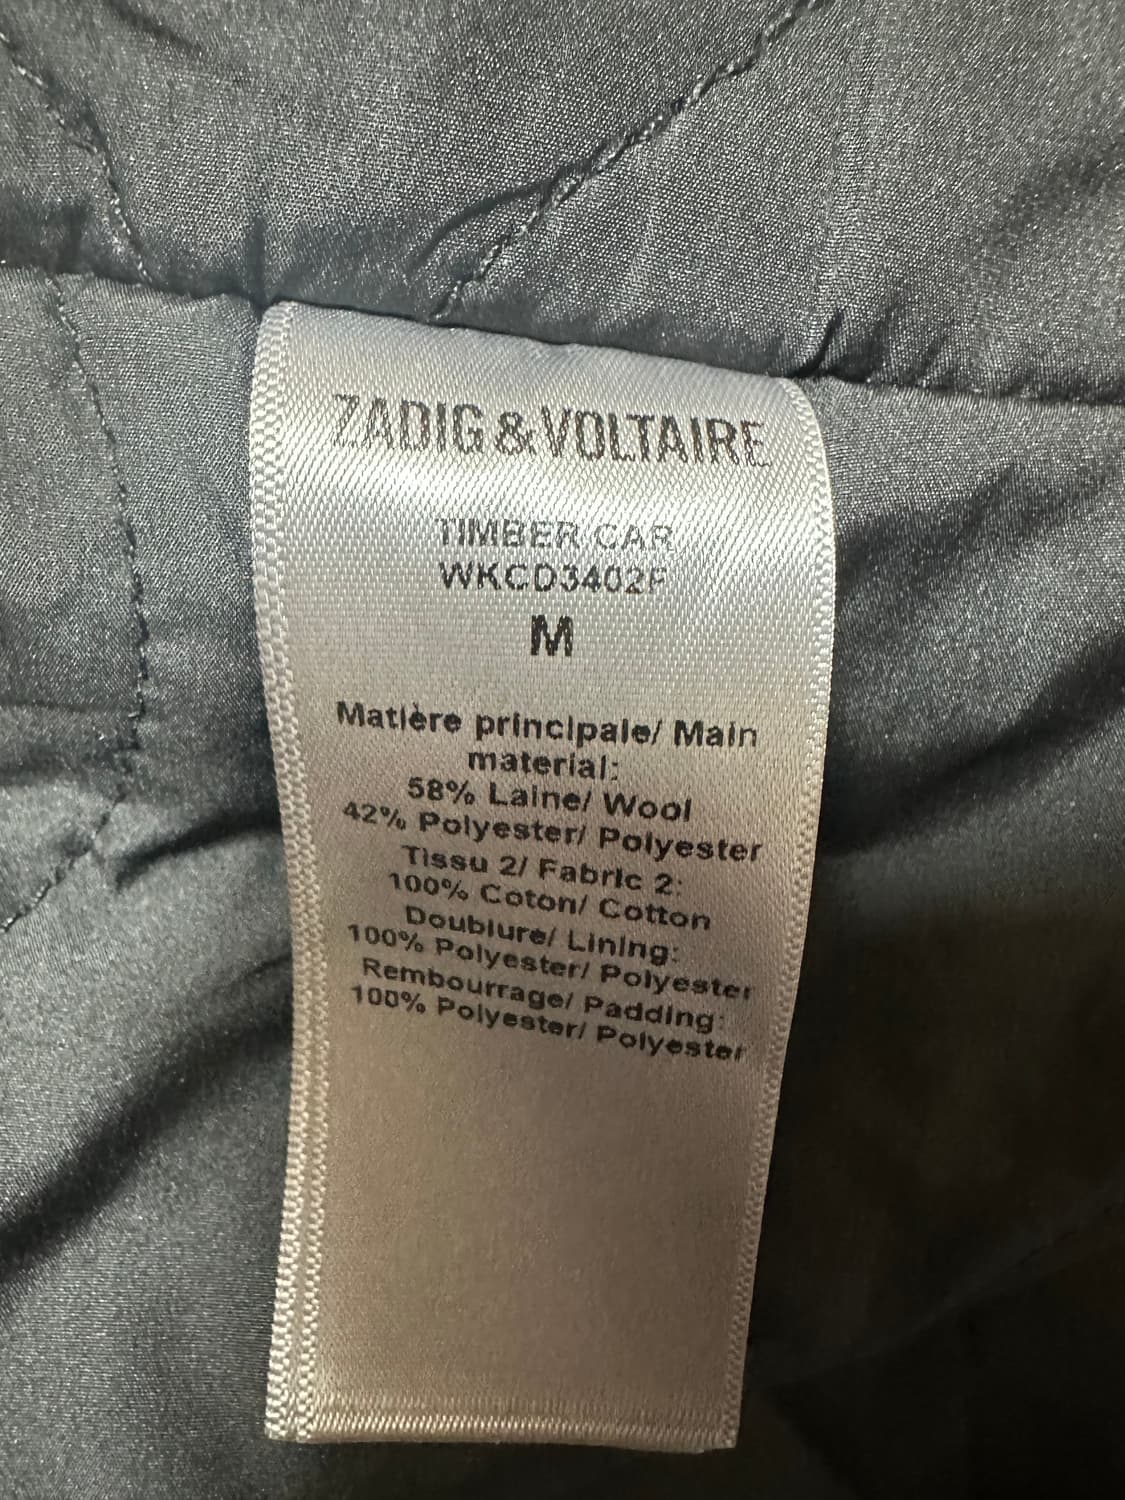 ZADIG & VOLTAIRE
TIMBER CAR
WKCD3402F
M
Matière principale/ Main
material:
58% Laine/ Wool
42% Polyester/ Polyester
Tissu 2/ Fabric 2:
100% Coton/ Cotton
Doublure/ Lining:
100% Polyester/ Polyester
Rembourrage/ Padding:
100% Polyester/ Polyester